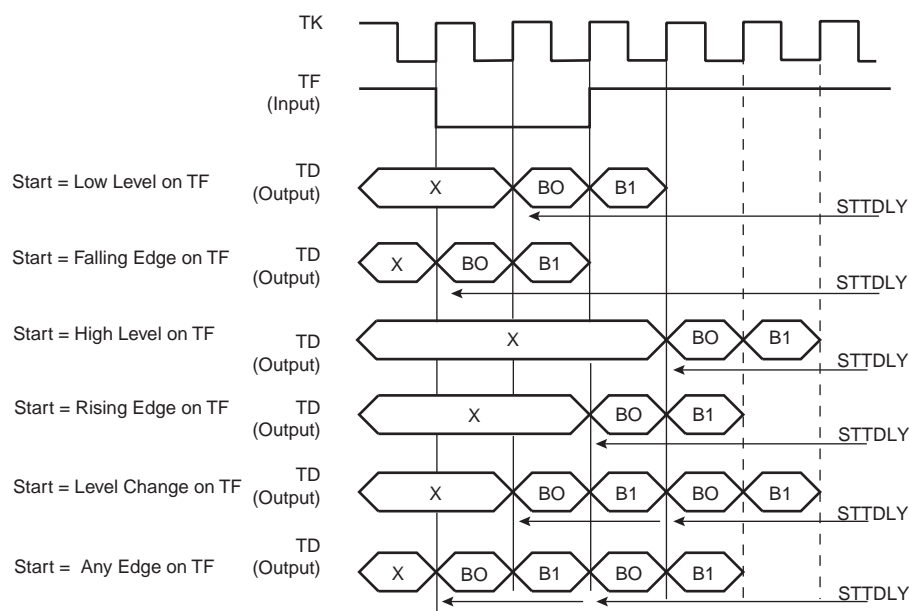 TK
TF
(Input)
Start = Low Level on TF
TD
(Output)
X
BO
B1
STTDLY
Start = Falling Edge on TF
TD
(Output)
X
BO
B1
STTDLY
Start = High Level on TF
TD
(Output)
X
BO
B1
STTDLY
Start = Rising Edge on TF
TD
(Output)
X
BO
B1
STTDLY
Start = Level Change on TF
TD
(Output)
X
BO
B1
BO
B1
STTDLY
Start = Any Edge on TF
TD
(Output)
X
BO
B1
BO
B1
STTDLY